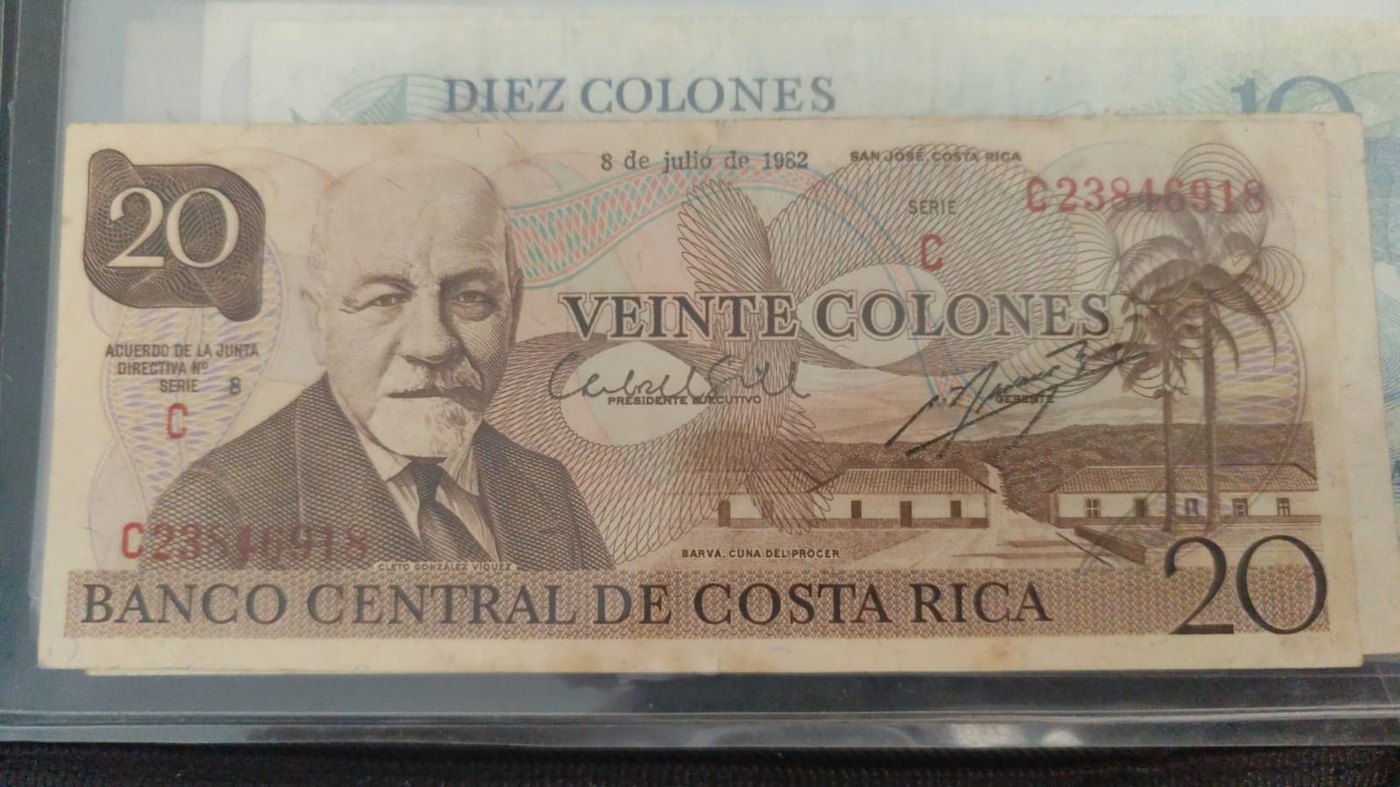 DIEZ COLONES
10
20
8 de julio de 1982
SAN JOSÉ, COSTA RICA
C23846918
SERIE
C
VEINTE COLONES
ACUERDO DE LA JUNTA
DIRECTIVA Nº
SERIE 8
C
PRESIDENTE EJECUTIVO
GERENTE
C23846918
CLETO GONZALEZ VIQUEZ
BARVA, CUNA DEL PROCER
BANCO CENTRAL DE COSTA RICA
20